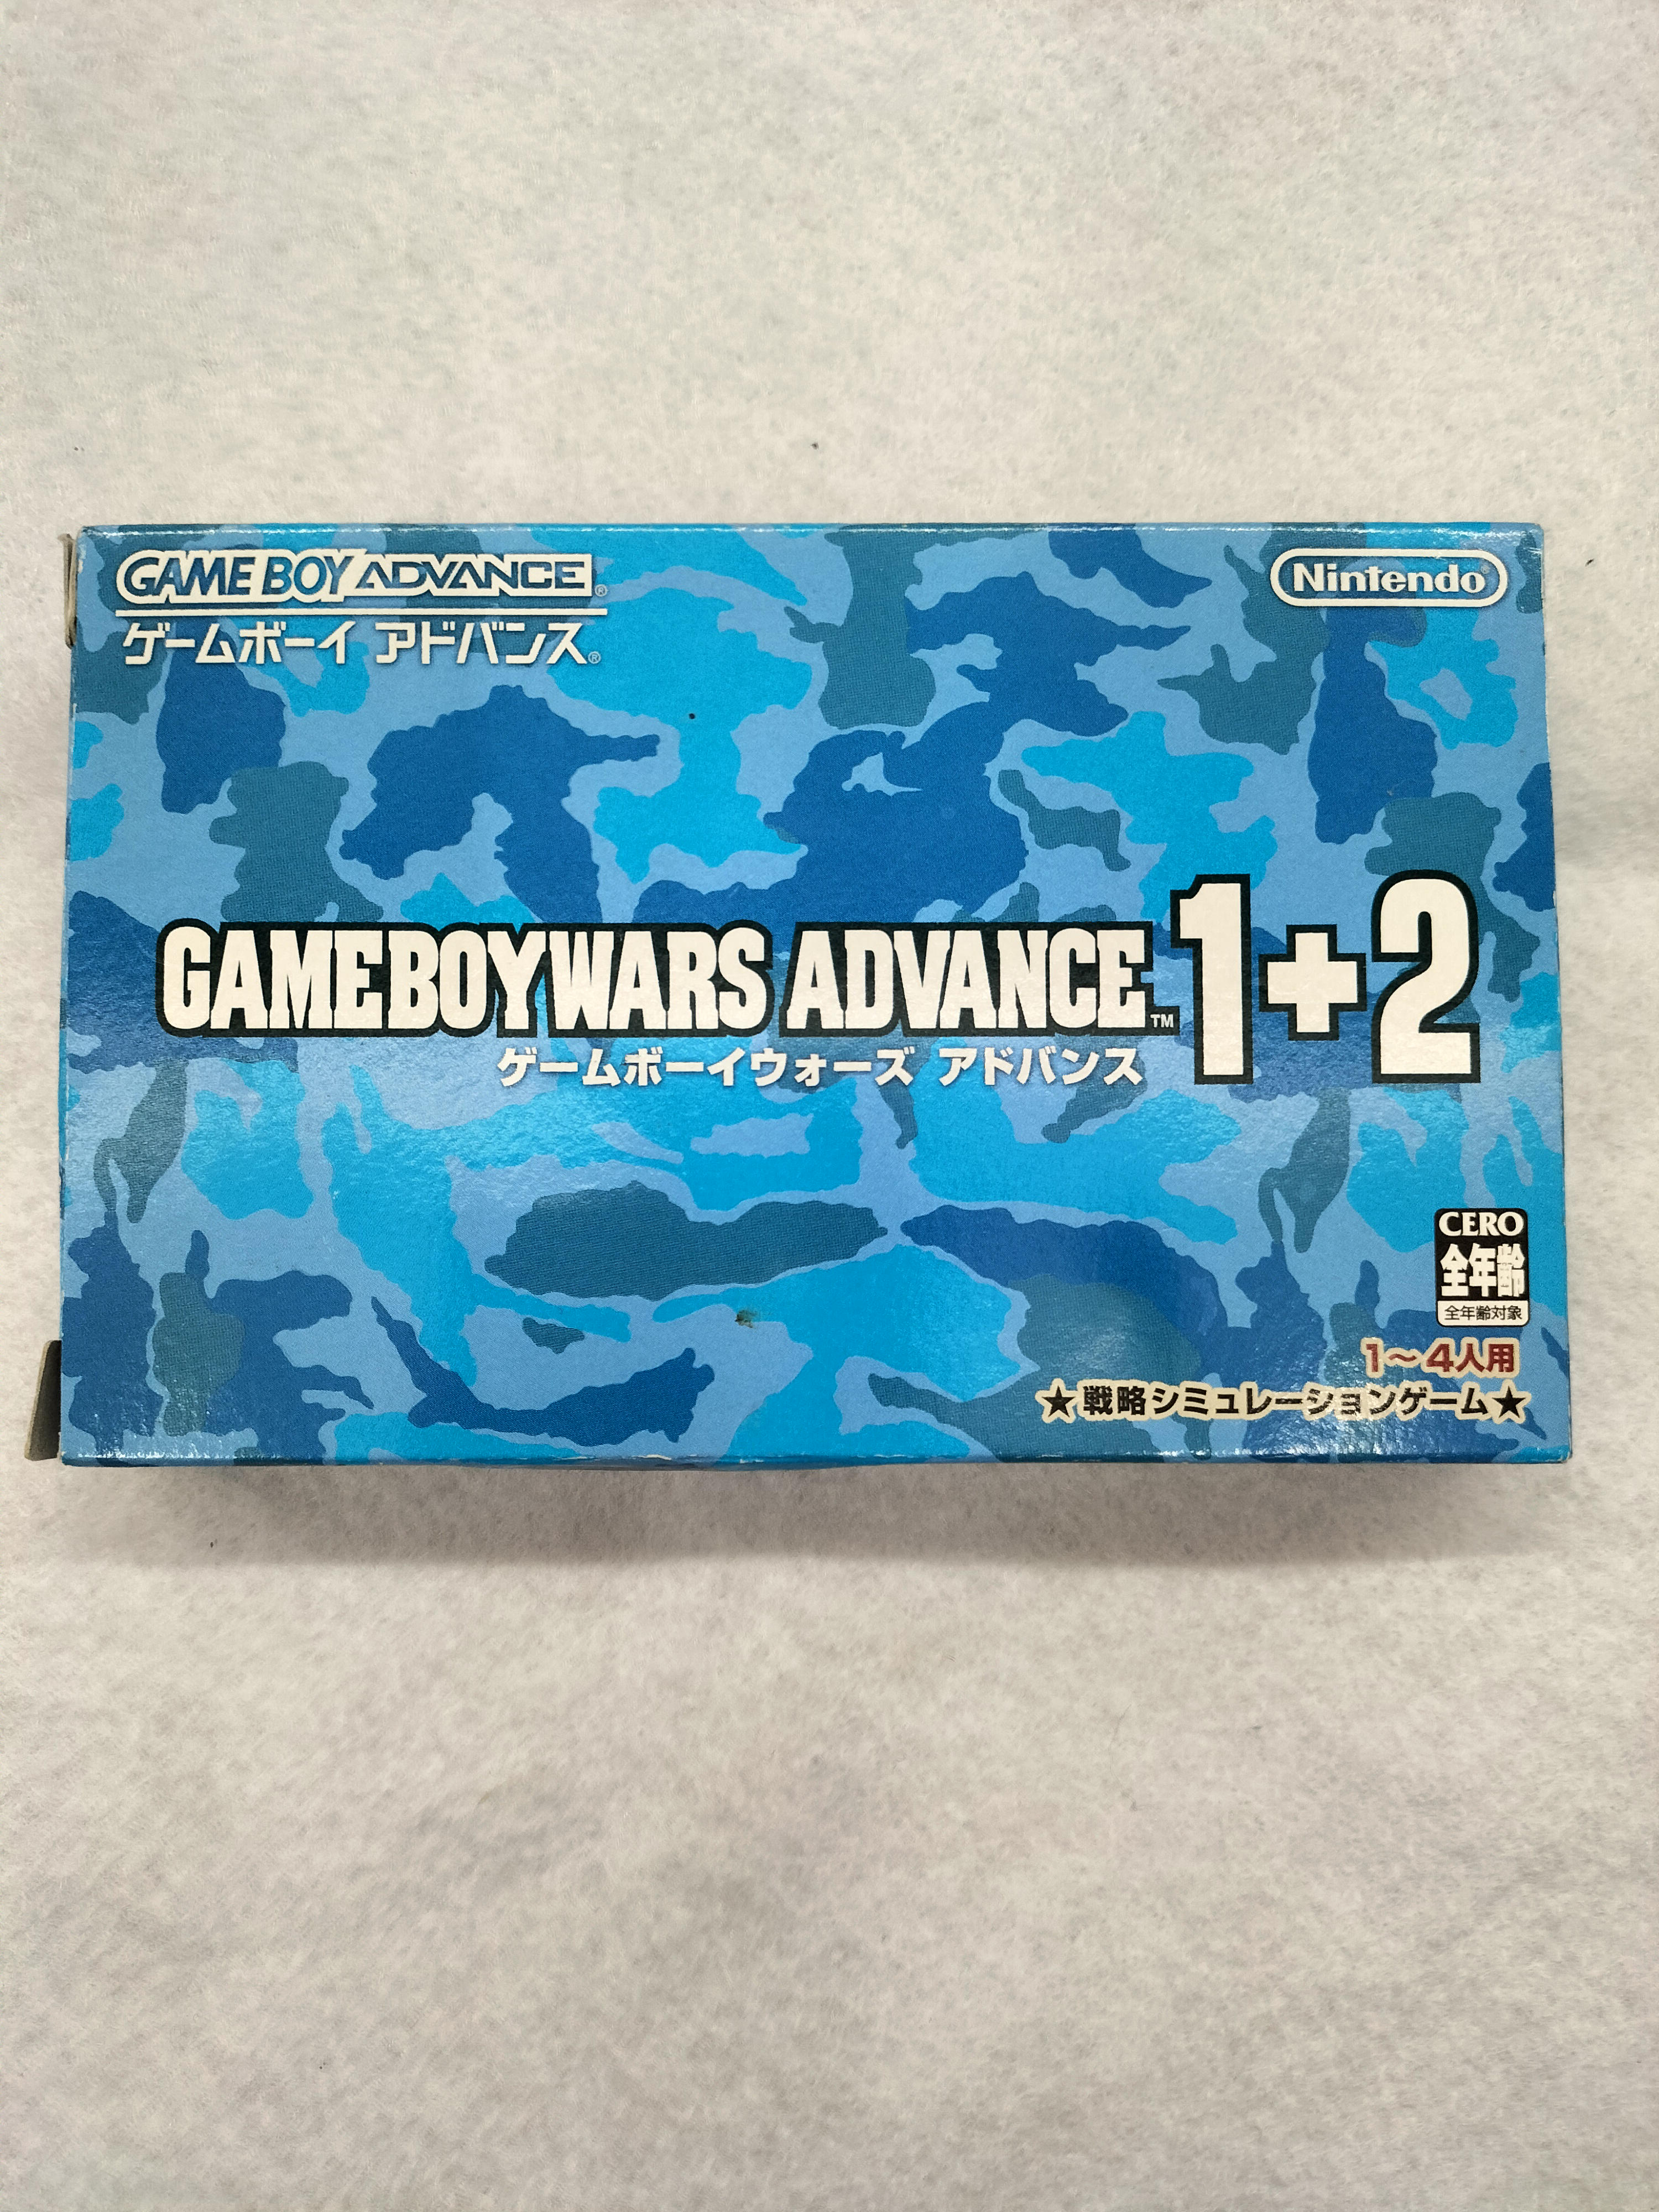 GAME BOY ADVANCE®
ゲームボーイ アドバンス®
Nintendo®
GAMEBOYWARS ADVANCE™ 1+2
ゲームボーイウォーズ アドバンス
CERO
全年齢
全年齢対象
1～4人用
★戦略シミュレーションゲーム★